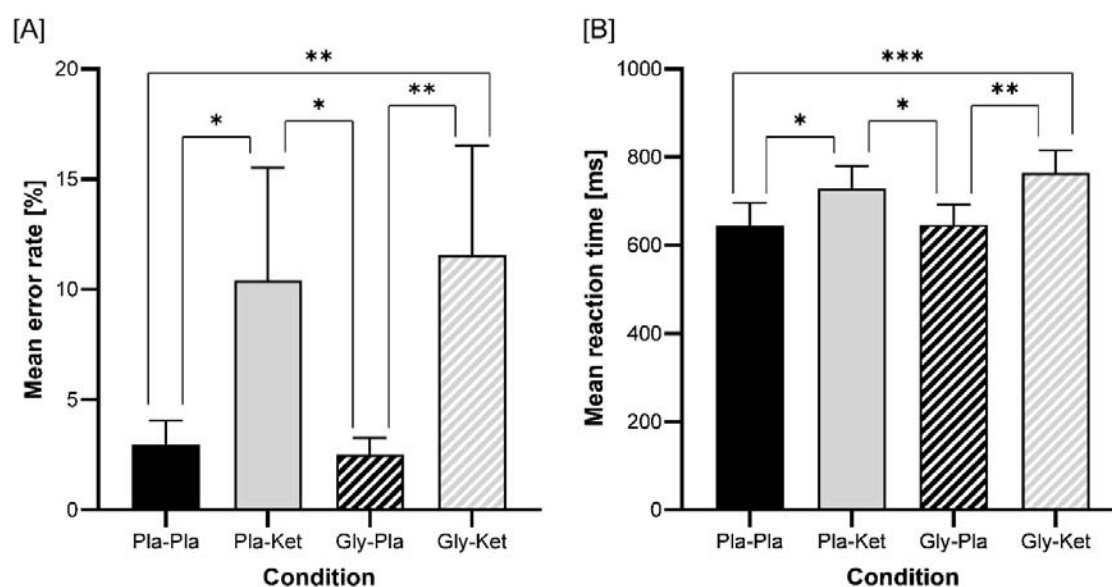 [A]
Mean error rate [%]
20
15
10
5
0
**
*
*
**
Pla-Pla Pla-Ket Gly-Pla Gly-Ket
Condition
[B]
Mean reaction time [ms]
1000
800
600
400
200
0
***
*
*
**
Pla-Pla Pla-Ket Gly-Pla Gly-Ket
Condition